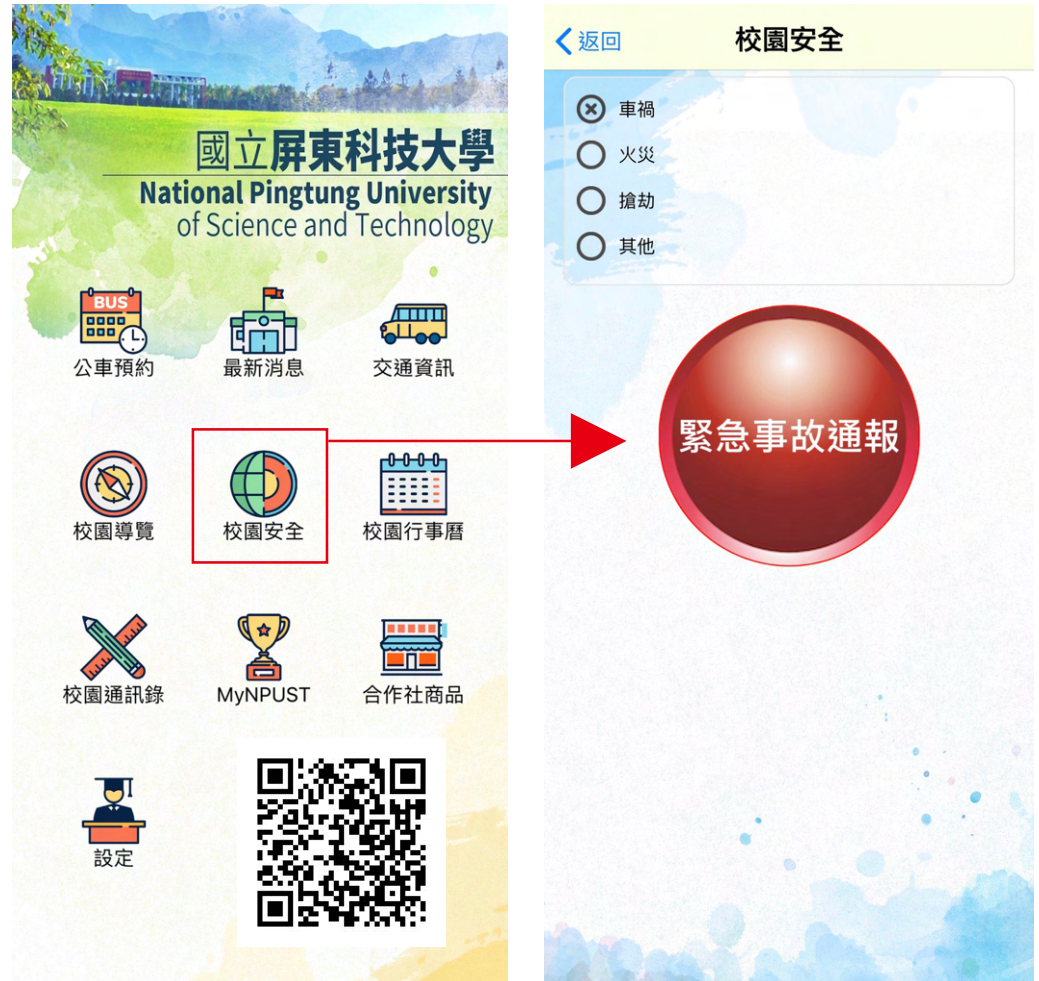 國立屏東科技大學
National Pingtung University
of Science and Technology
BUS
公車預約
最新消息
交通資訊
校園導覽
校園安全
校園行事曆
校園通訊錄
MyNPUST
合作社商品
設定
返回
校園安全
車禍
火災
搶劫
其他
緊急事故通報